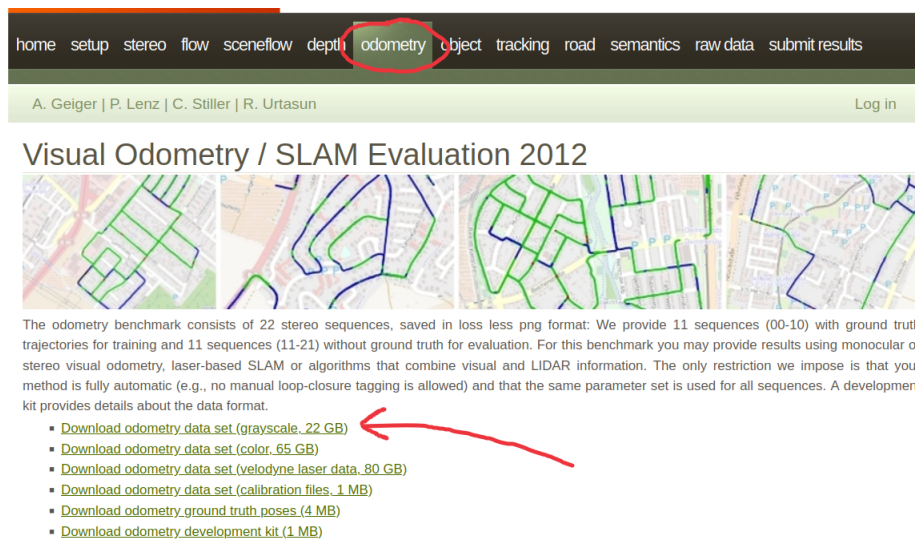 home setup stereo flow sceneflow depth odometry object tracking road semantics raw data submit results
A. Geiger | P. Lenz | C. Stiller | R. Urtasun Log in
Visual Odometry / SLAM Evaluation 2012
The odometry benchmark consists of 22 stereo sequences, saved in loss less png format: We provide 11 sequences (00-10) with ground truth
trajectories for training and 11 sequences (11-21) without ground truth for evaluation. For this benchmark you may provide results using monocular o
stereo visual odometry, laser-based SLAM or algorithms that combine visual and LIDAR information. The only restriction we impose is that you
method is fully automatic (e.g., no manual loop-closure tagging is allowed) and that the same parameter set is used for all sequences. A developmen
kit provides details about the data format.
Download odometry data set (grayscale, 22 GB)
Download odometry data set (color, 65 GB)
Download odometry data set (velodyne laser data, 80 GB)
Download odometry data set (calibration files, 1 MB)
Download odometry ground truth poses (4 MB)
Download odometry development kit (1 MB)